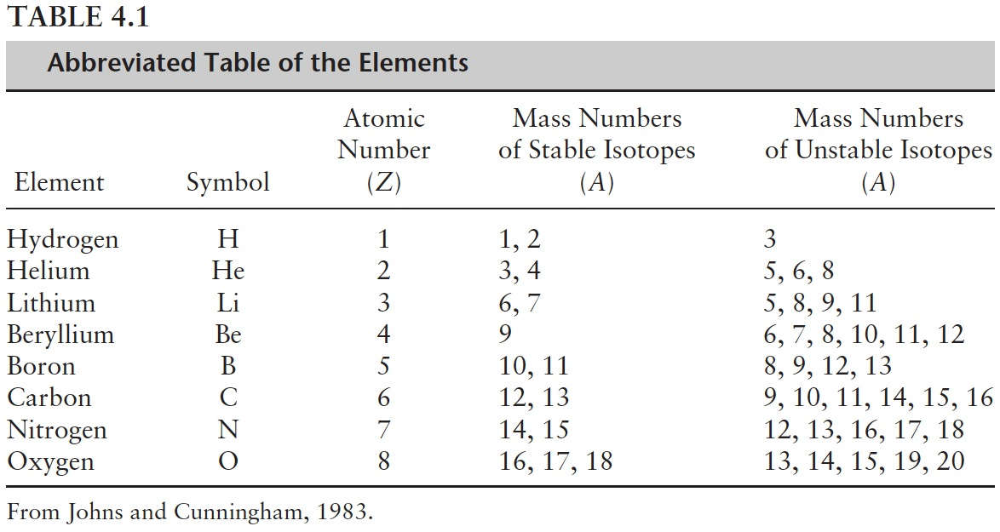 TABLE 4.1
Abbreviated Table of the Elements
Atomic Mass Numbers Mass Numbers
Number of Stable Isotopes of Unstable Isotopes
Element Symbol (Z) (A) (A)
Hydrogen H 1 1, 2 3
Helium He 2 3, 4 5, 6, 8
Lithium Li 3 6, 7 5, 8, 9, 11
Beryllium Be 4 9 6, 7, 8, 10, 11, 12
Boron B 5 10, 11 8, 9, 12, 13
Carbon C 6 12, 13 9, 10, 11, 14, 15, 16
Nitrogen N 7 14, 15 12, 13, 16, 17, 18
Oxygen O 8 16, 17, 18 13, 14, 15, 19, 20
From Johns and Cunningham, 1983.